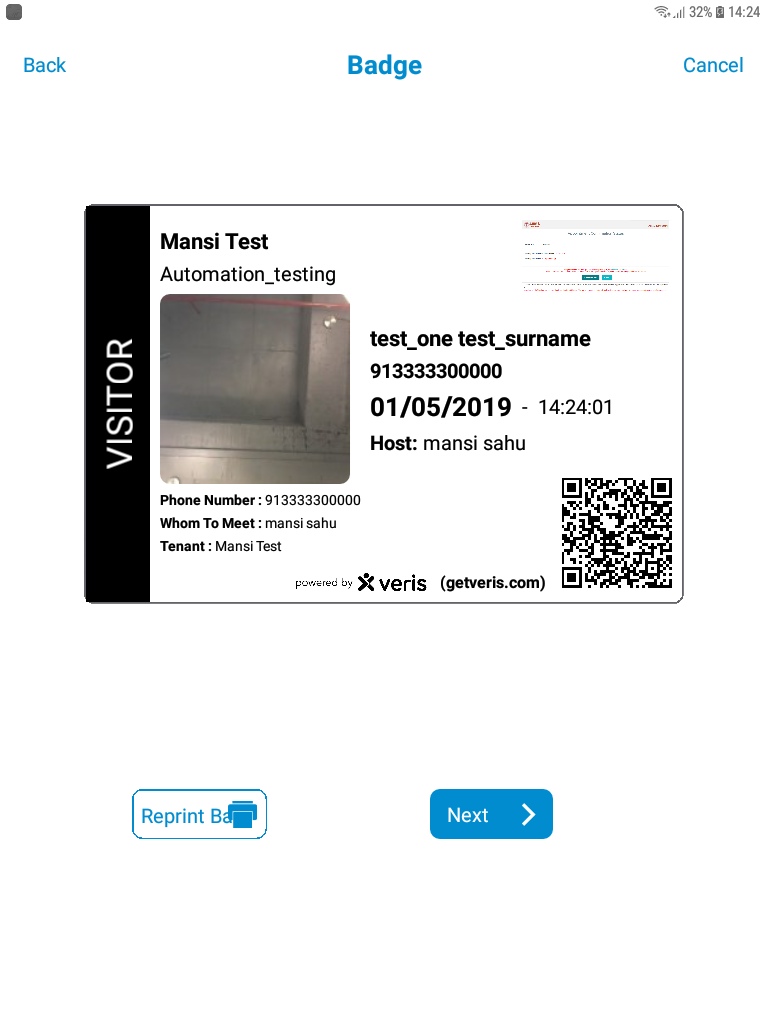 32% 14:24
Back
Badge
Cancel
VISITOR
Mansi Test
Automation_testing
test_one test_surname
913333300000
01/05/2019 - 14:24:01
Host: mansi sahu
Phone Number : 913333300000
Whom To Meet : mansi sahu
Tenant : Mansi Test
powered by veris (getveris.com)
Reprint Ba
Next